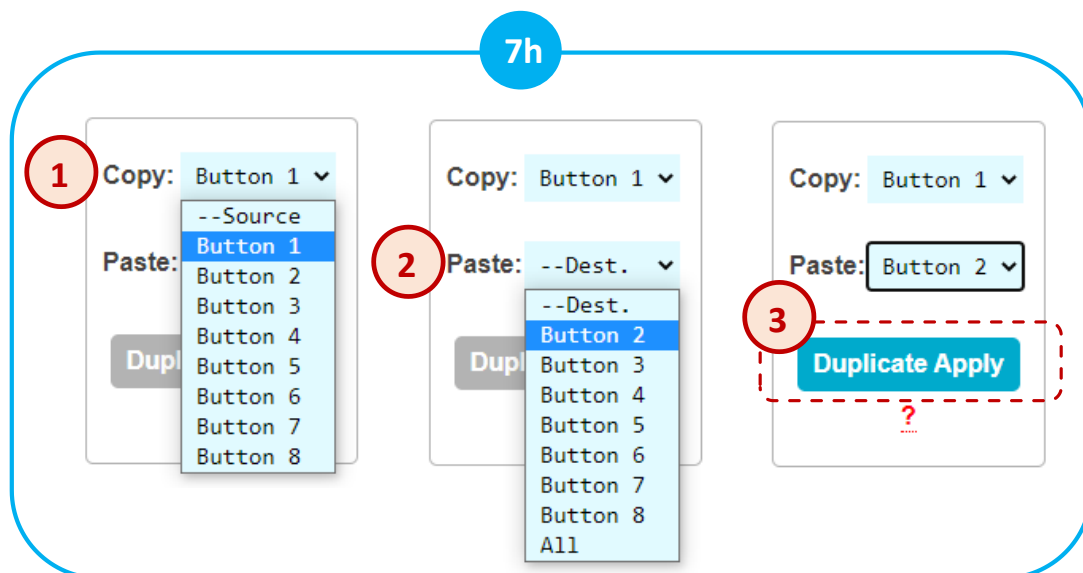 7h
1
Copy: Button 1
--Source
Button 1
Button 2
Button 3
Button 4
Button 5
Button 6
Button 7
Button 8
Paste:
Dupl
Copy: Button 1
2
Paste: --Dest.
--Dest.
Button 2
Button 3
Button 4
Button 5
Button 6
Button 7
Button 8
All
Dupl
Copy: Button 1
Paste: Button 2
3
Duplicate Apply
?